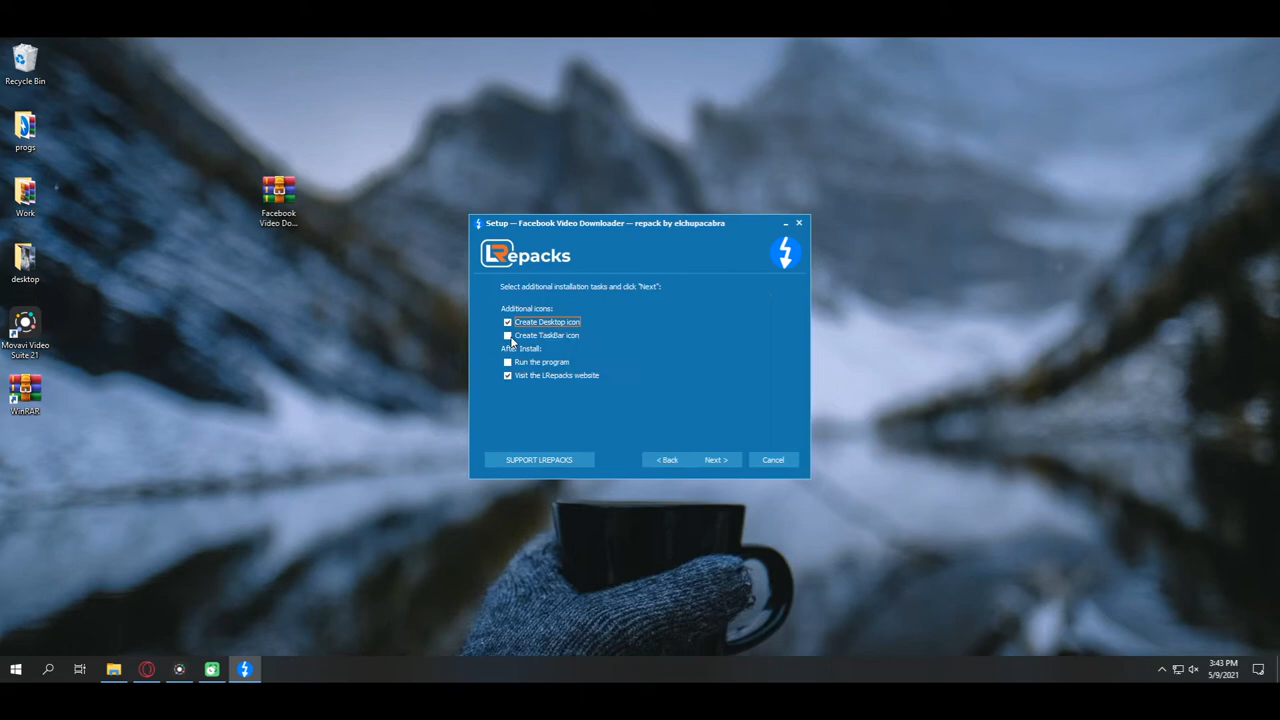 Recycle Bin
progs
Work
desktop
Movavi Video
Suite 21
WinRAR
Facebook
Video Do...
Setup — Facebook Video Downloader — repack by elchupacabra
LRepacks
Select additional installation tasks and click "Next":
Additional icons:
Create Desktop icon
Create TaskBar icon
After Install:
Run the program
Visit the LRepacks website
SUPPORT LREPACKS
< Back
Next >
Cancel
3:43 PM
5/9/2021